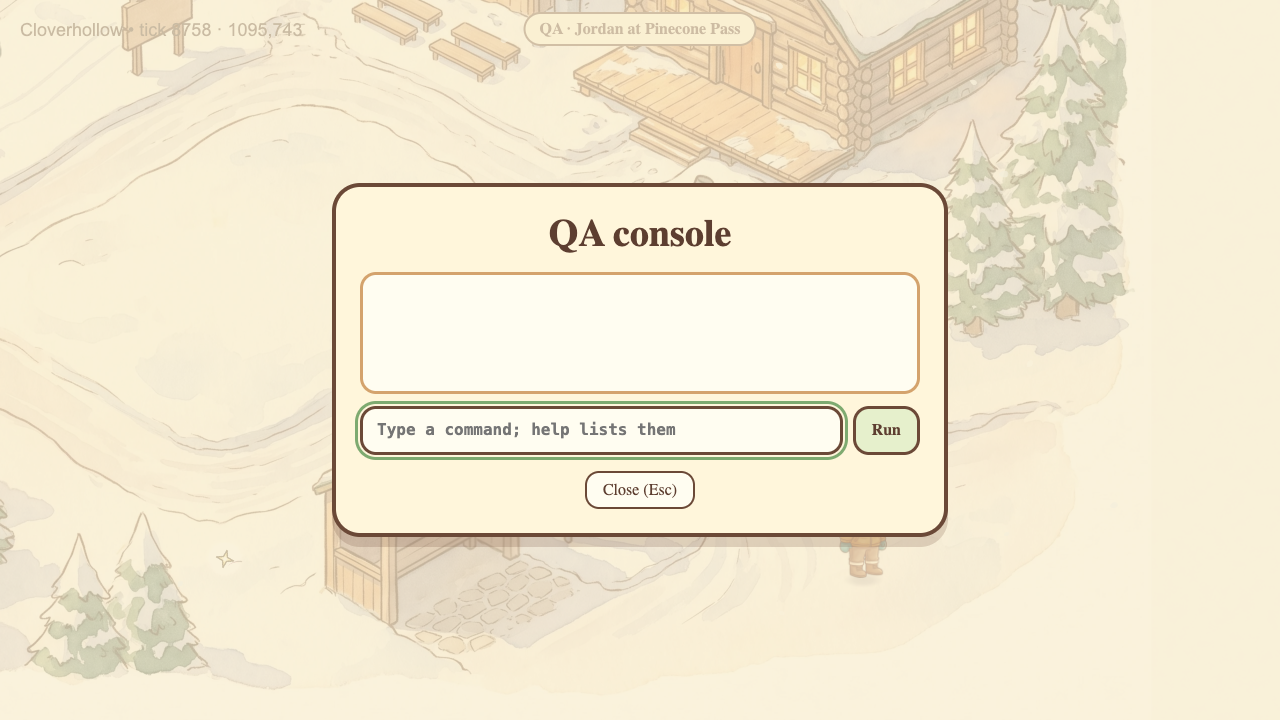 Cloverhollow · tick 8758 · 1095,743
QA · Jordan at Pinecone Pass
QA console
Type a command; help lists them
Run
Close (Esc)